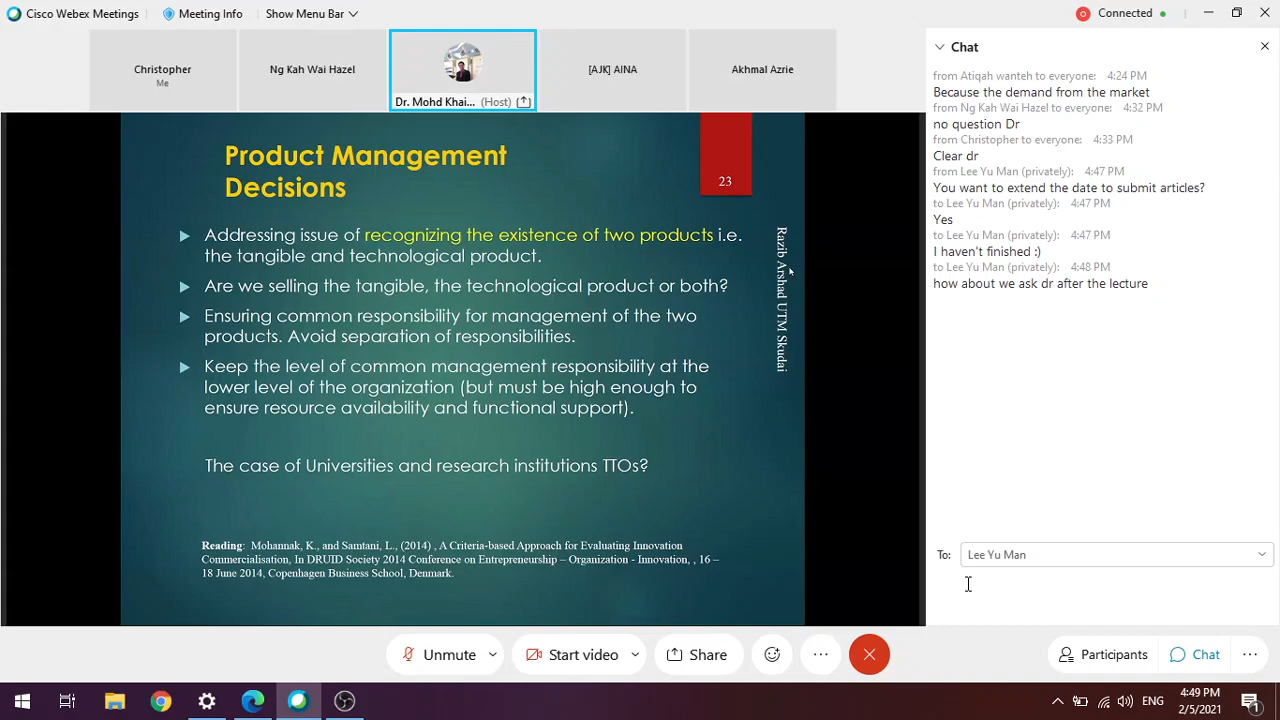 Cisco Webex Meetings
Meeting Info
Show Menu Bar
Connected
Christopher
Me
Ng Kah Wai Hazel
Dr. Mohd Khai... (Host)
[AJK] AINA
Akhmal Azrie
Product Management
Decisions
23
Addressing issue of recognizing the existence of two products i.e.
the tangible and technological product.
Are we selling the tangible, the technological product or both?
Ensuring common responsibility for management of the two
products. Avoid separation of responsibilities.
Keep the level of common management responsibility at the
lower level of the organization (but must be high enough to
ensure resource availability and functional support).
The case of Universities and research institutions TTOs?
Reading: Mohannak, K., and Samtani, L., (2014) , A Criteria-based Approach for Evaluating Innovation
Commercialisation, In DRUID Society 2014 Conference on Entrepreneurship – Organization - Innovation, , 16 –
18 June 2014, Copenhagen Business School, Denmark.
Razib Arshad UTM Skudai
Chat
from Atiqah wanteh to everyone: 4:24 PM
Because the demand from the market
from Ng Kah Wai Hazel to everyone: 4:32 PM
no question Dr
from Christopher to everyone: 4:33 PM
Clear dr
from Lee Yu Man (privately): 4:47 PM
You want to extend the date to submit articles?
to Lee Yu Man (privately): 4:47 PM
Yes
to Lee Yu Man (privately): 4:47 PM
I haven't finished :)
to Lee Yu Man (privately): 4:48 PM
how about we ask dr after the lecture
To: Lee Yu Man
Unmute
Start video
Share
Participants
Chat
ENG
4:49 PM
2/5/2021
1